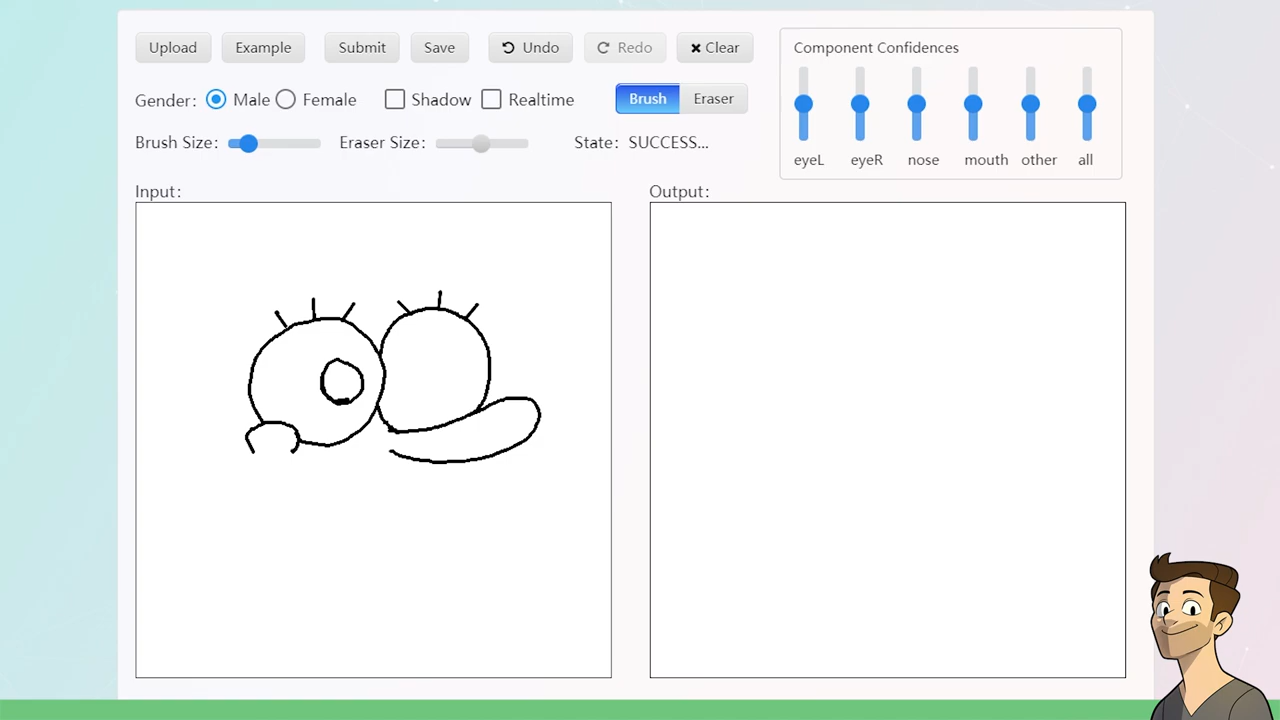 Upload Example Submit Save Undo Redo Clear
Gender: Male Female Shadow Realtime Brush Eraser
Brush Size: Eraser Size: State: SUCCESS...
Component Confidences
eyeL eyeR nose mouth other all
Input: Output: